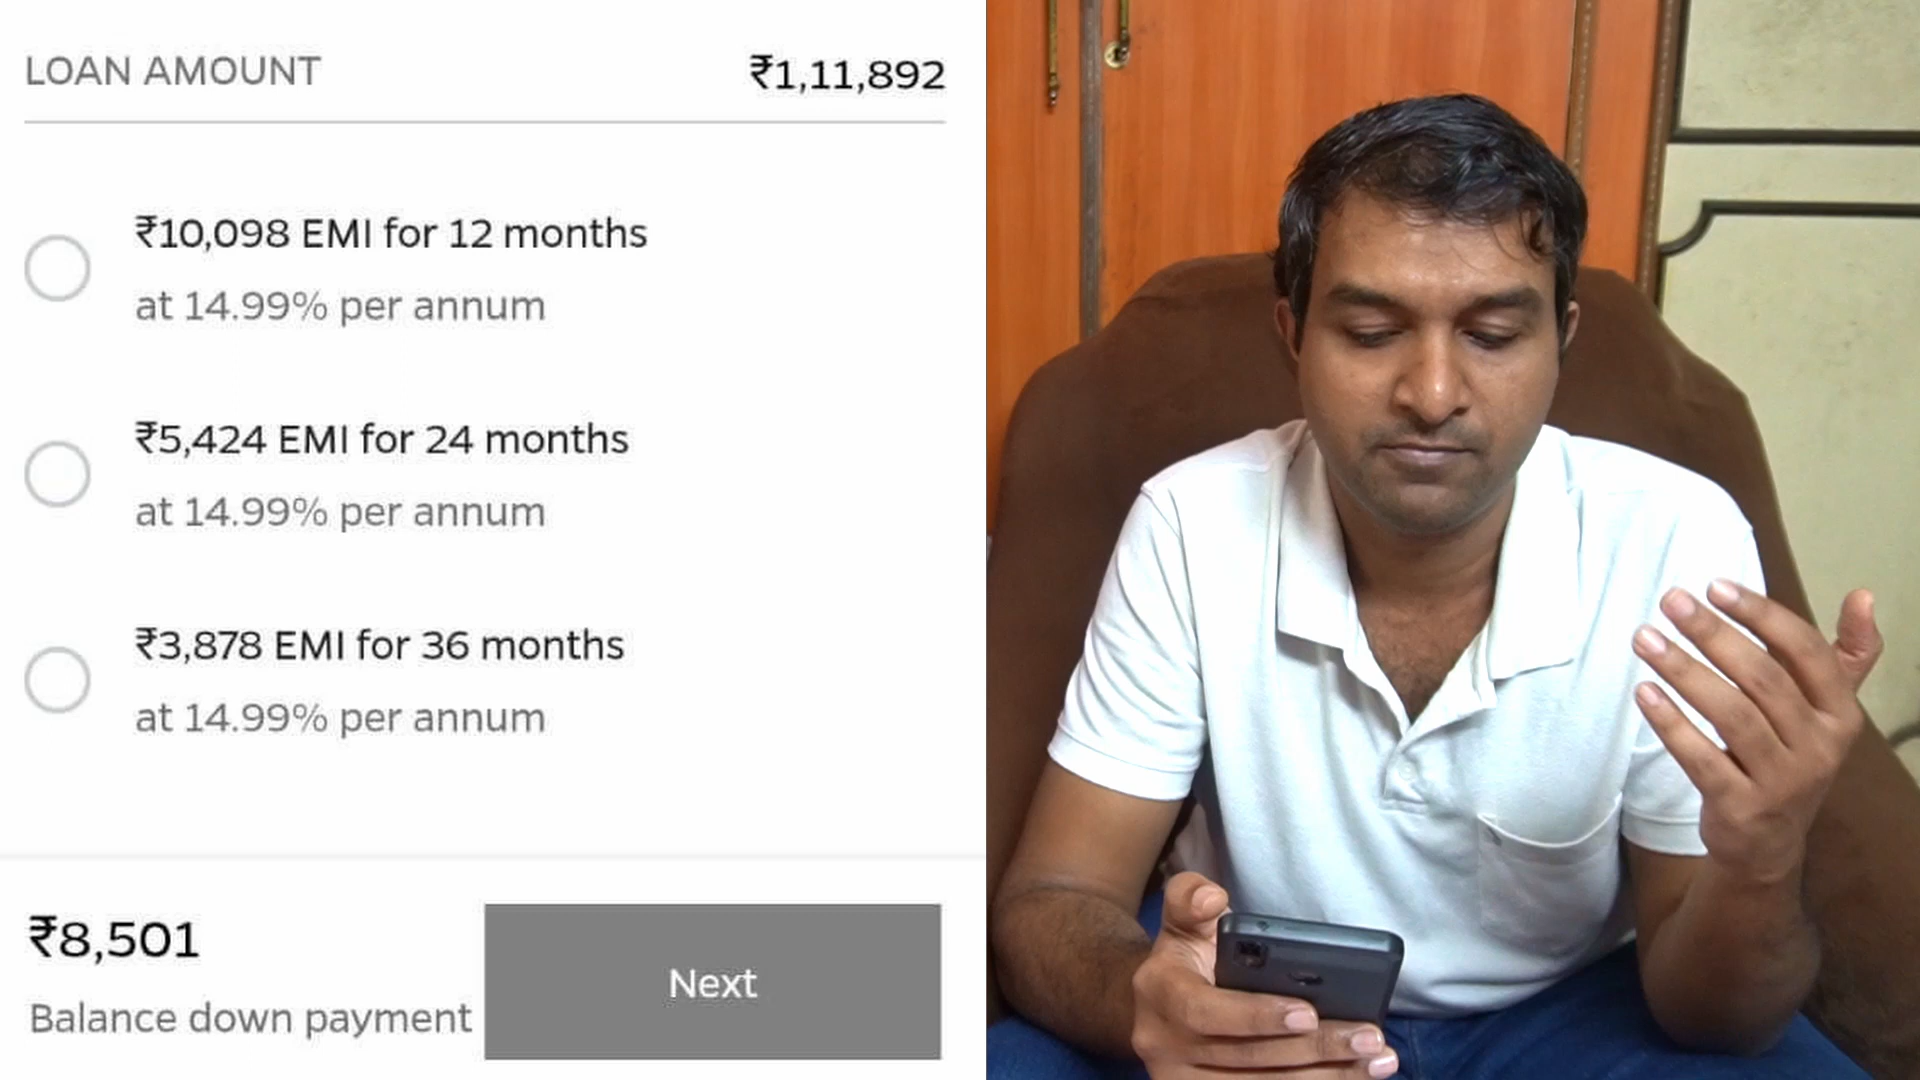 LOAN AMOUNT ₹1,11,892
₹10,098 EMI for 12 months
at 14.99% per annum
₹5,424 EMI for 24 months
at 14.99% per annum
₹3,878 EMI for 36 months
at 14.99% per annum
₹8,501
Balance down payment
Next